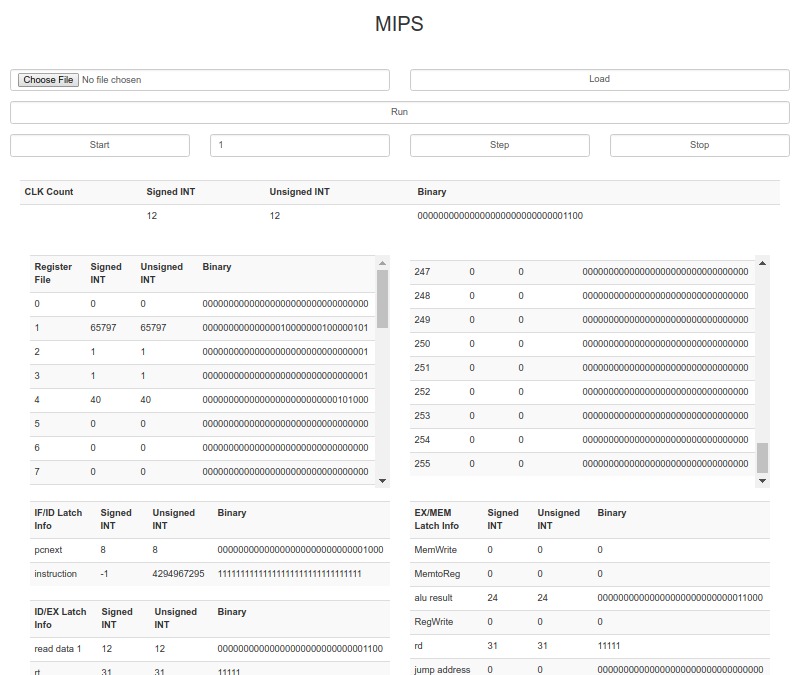 MIPS
Choose File No file chosen Load
Run
Start 1 Step Stop
CLK Count Signed INT Unsigned INT Binary
12 12 00000000000000000000000000001100
Register File Signed INT Unsigned INT Binary
0 0 0 00000000000000000000000000000000
1 65797 65797 00000000000000010000000100000101
2 1 1 00000000000000000000000000000001
3 1 1 00000000000000000000000000000001
4 40 40 00000000000000000000000000101000
5 0 0 00000000000000000000000000000000
6 0 0 00000000000000000000000000000000
7 0 0 00000000000000000000000000000000
247 0 0 00000000000000000000000000000000
248 0 0 00000000000000000000000000000000
249 0 0 00000000000000000000000000000000
250 0 0 00000000000000000000000000000000
251 0 0 00000000000000000000000000000000
252 0 0 00000000000000000000000000000000
253 0 0 00000000000000000000000000000000
254 0 0 00000000000000000000000000000000
255 0 0 00000000000000000000000000000000
IF/ID Latch Info Signed INT Unsigned INT Binary
pcnext 8 8 00000000000000000000000000001000
instruction -1 4294967295 11111111111111111111111111111111
ID/EX Latch Info Signed INT Unsigned INT Binary
read data 1 12 12 00000000000000000000000000001100
rt 31 31 11111
EX/MEM Latch Info Signed INT Unsigned INT Binary
MemWrite 0 0 0
MemtoReg 0 0 0
alu result 24 24 00000000000000000000000000011000
RegWrite 0 0 0
rd 31 31 11111
jump address 0 0 00000000000000000000000000000000